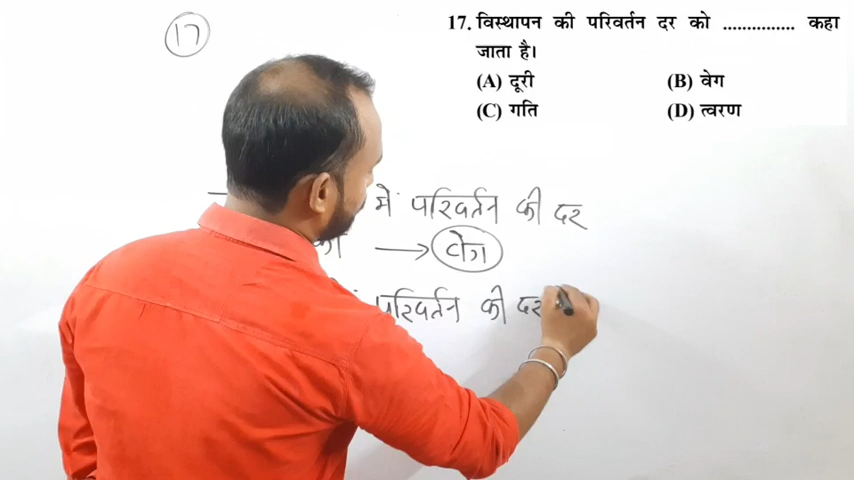 17
17. विस्थापन की परिवर्तन दर को ............... कहा
जाता है।
(A) दूरी (B) वेग
(C) गति (D) त्वरण
में परिवर्तन की दर
को → वेग
परिवर्तन की दर